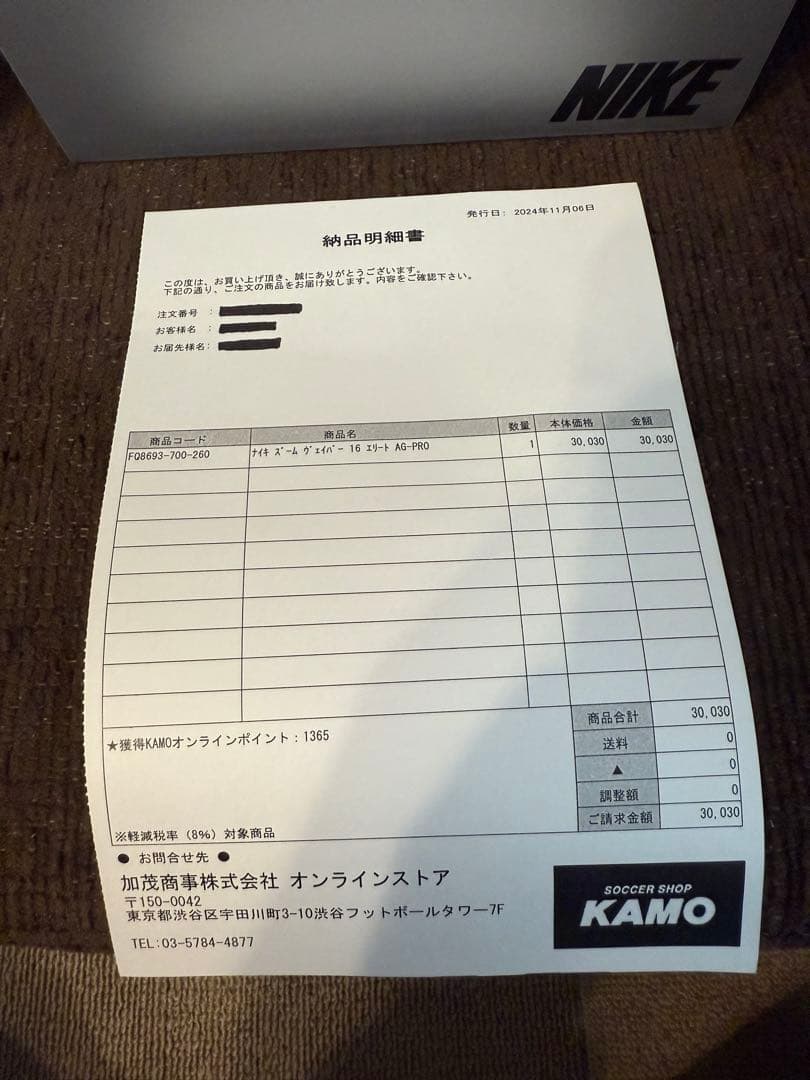 NIKE
発行日: 2024年11月06日
納品明細書
この度は、お買い上げ頂き、誠にありがとうございます。
下記の通り、ご注文の商品をお届け致します。内容をご確認下さい。
注文番号 :
お客様名 :
お届先様名:
商品コード 商品名 数量 本体価格 金額
FQ8693-700-260 ナイキ ズーム ヴェイパー 16 エリート AG-PRO 1 30,030 30,030
商品合計 30,030
★獲得KAMOオンラインポイント:1365
送料 0
▲ 0
調整額 0
ご請求金額 30,030
※軽減税率(8%)対象商品
● お問合せ先 ●
加茂商事株式会社 オンラインストア
〒150-0042
東京都渋谷区宇田川町3-10渋谷フットボールタワー7F
TEL:03-5784-4877
SOCCER SHOP
KAMO